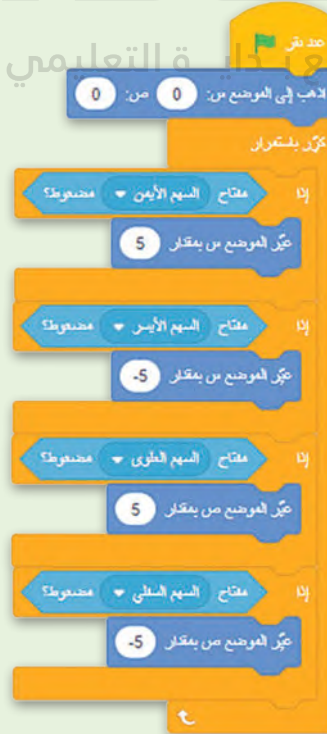 عند نقر
ع بداية التعليمي
اذهب إلى الموضع س: 0 ص: 0
كرّر باستمرار
إذا مفتاح السهم الأيمن مضغوط؟
غيّر الموضع س بمقدار 5
إذا مفتاح السهم الأيسر مضغوط؟
غيّر الموضع س بمقدار -5
إذا مفتاح السهم العلوي مضغوط؟
غيّر الموضع ص بمقدار 5
إذا مفتاح السهم السفلي مضغوط؟
غيّر الموضع ص بمقدار -5